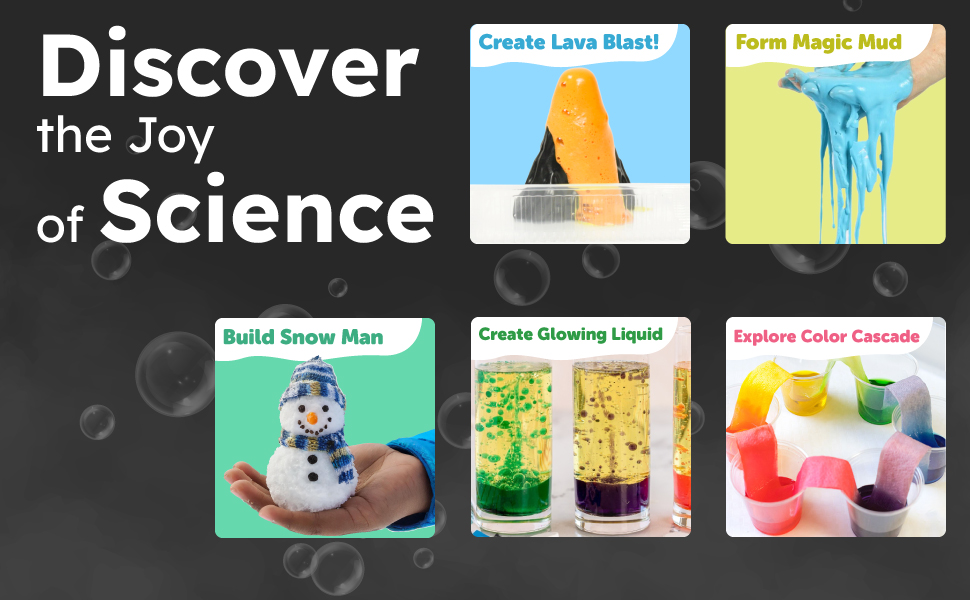 Discover
the Joy
of Science
Create Lava Blast!
Form Magic Mud
Build Snow Man
Create Glowing Liquid
Explore Color Cascade